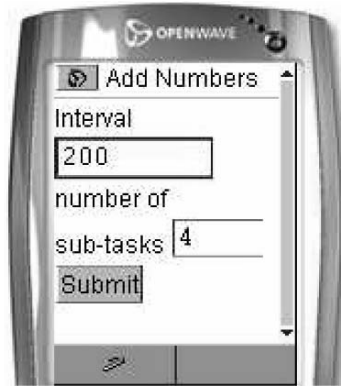 OPENWAVE
Add Numbers
Interval
200
number of
sub-tasks 4
Submit